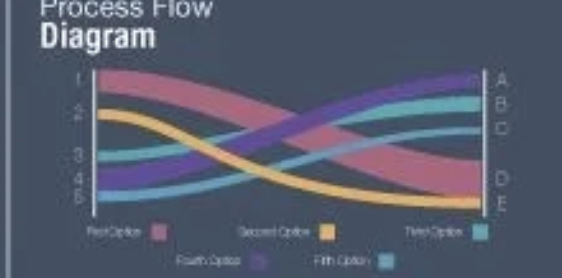 Process Flow
Diagram
1
A
B
2
C
3
4
D
5
E
First Option
Second Option
Third Option
Fourth Option
Fifth Option